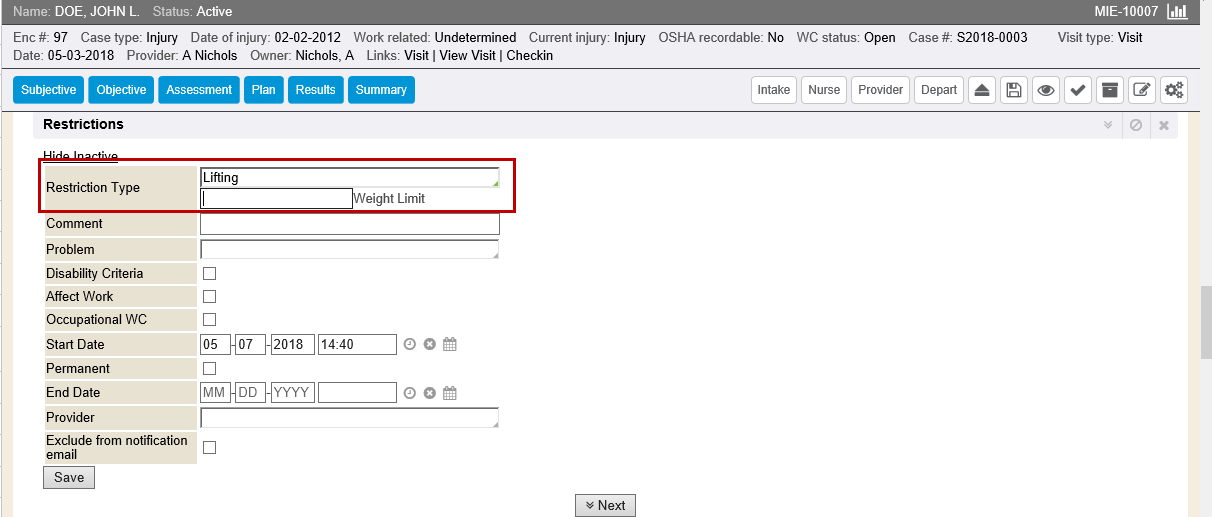 Name: DOE, JOHN L. Status: Active MIE-10007
Enc #: 97 Case type: Injury Date of injury: 02-02-2012 Work related: Undetermined Current injury: Injury OSHA recordable: No WC status: Open Case #: S2018-0003 Visit type: Visit
Date: 05-03-2018 Provider: A Nichols Owner: Nichols, A Links: Visit | View Visit | Checkin
Subjective Objective Assessment Plan Results Summary Intake Nurse Provider Depart
Restrictions
Hide Inactive
Restriction Type Lifting
Weight Limit
Comment
Problem
Disability Criteria
Affect Work
Occupational WC
Start Date 05-07-2018 14:40
Permanent
End Date MM-DD-YYYY
Provider
Exclude from notification
email
Save
Next